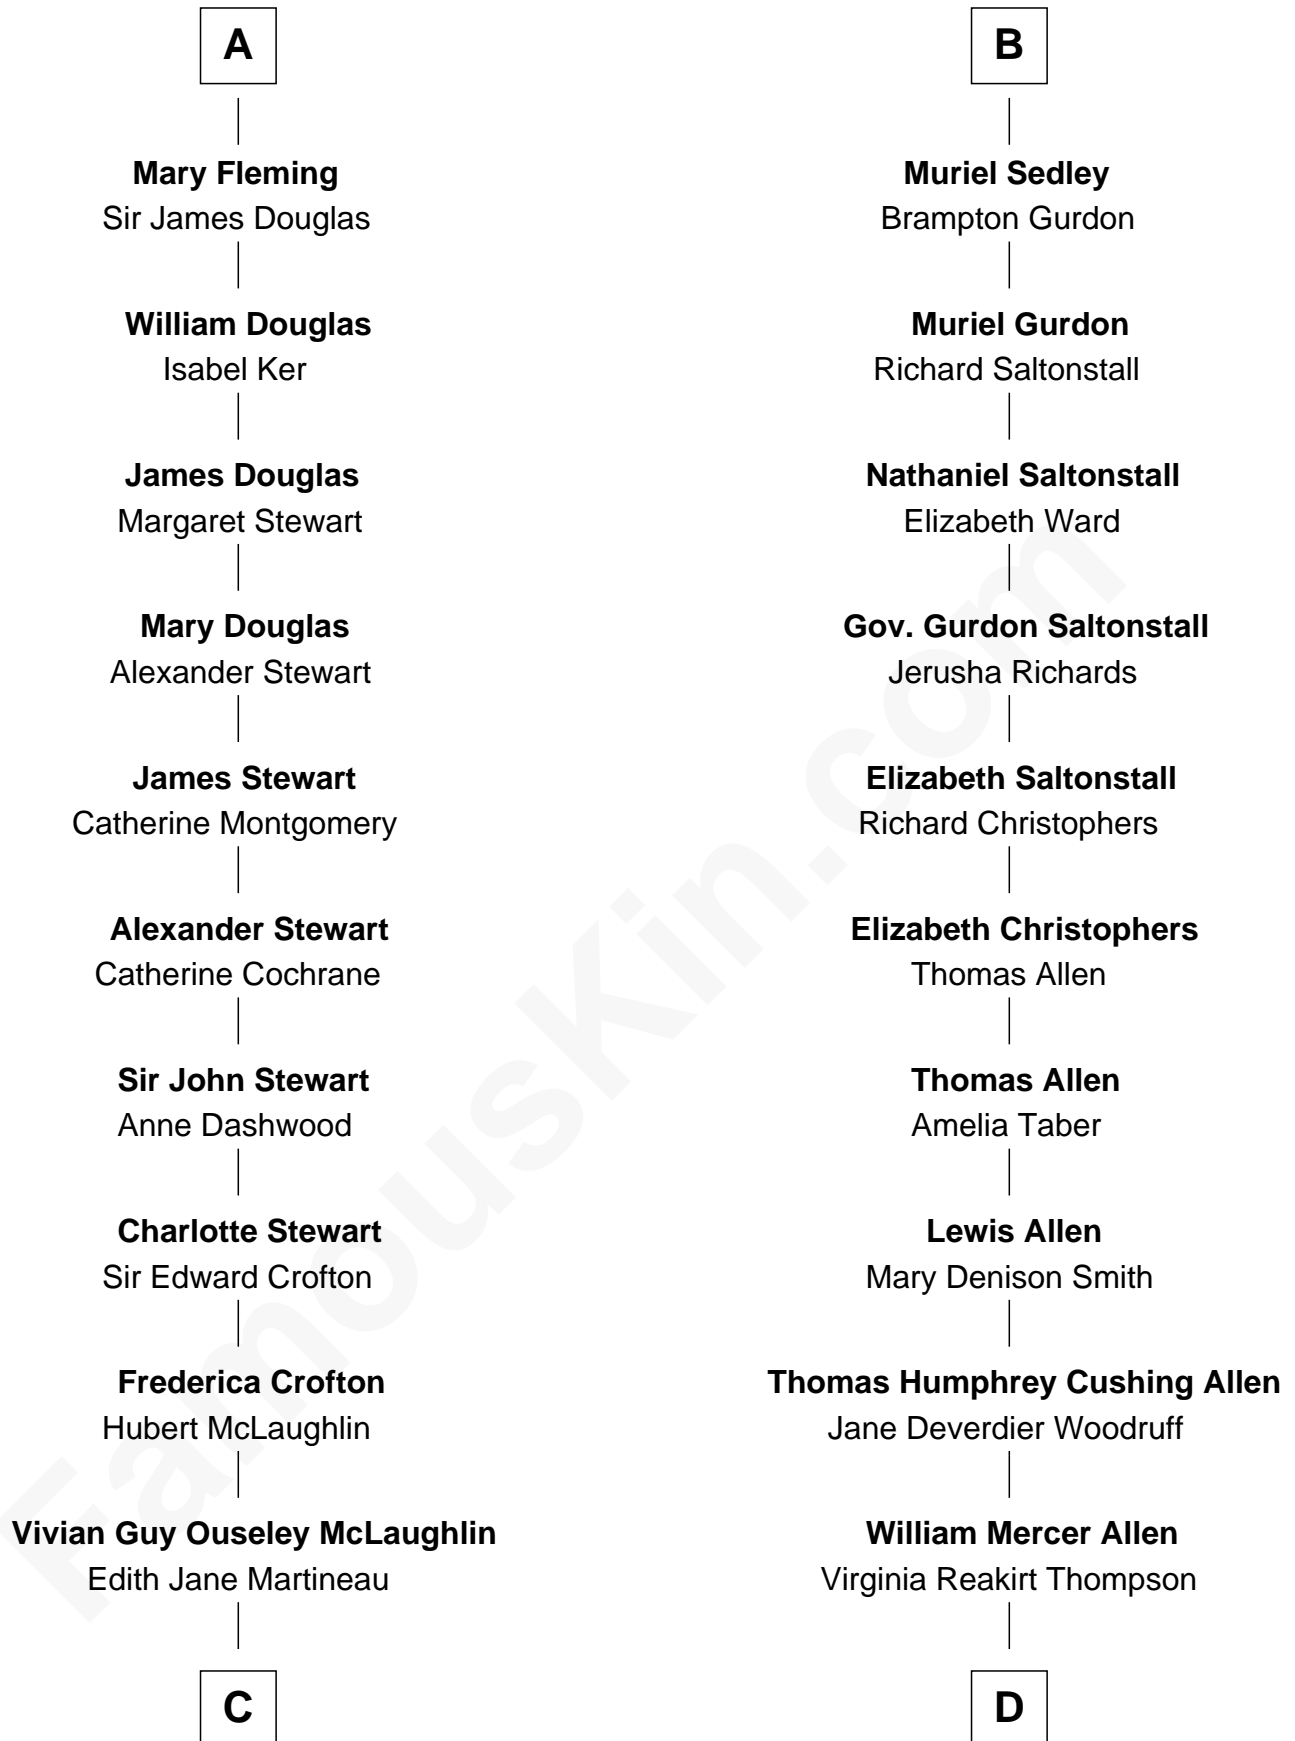 A
Mary Fleming
Sir James Douglas
William Douglas
Isabel Ker
James Douglas
Margaret Stewart
Mary Douglas
Alexander Stewart
James Stewart
Catherine Montgomery
Alexander Stewart
Catherine Cochrane
Sir John Stewart
Anne Dashwood
Charlotte Stewart
Sir Edward Crofton
Frederica Crofton
Hubert McLaughlin
Vivian Guy Ouseley McLaughlin
Edith Jane Martineau
C
B
Muriel Sedley
Brampton Gurdon
Muriel Gurdon
Richard Saltonstall
Nathaniel Saltonstall
Elizabeth Ward
Gov. Gurdon Saltonstall
Jerusha Richards
Elizabeth Saltonstall
Richard Christophers
Elizabeth Christophers
Thomas Allen
Thomas Allen
Amelia Taber
Lewis Allen
Mary Denison Smith
Thomas Humphrey Cushing Allen
Jane Deverdier Woodruff
William Mercer Allen
Virginia Reakirt Thompson
D
FamousKin.com